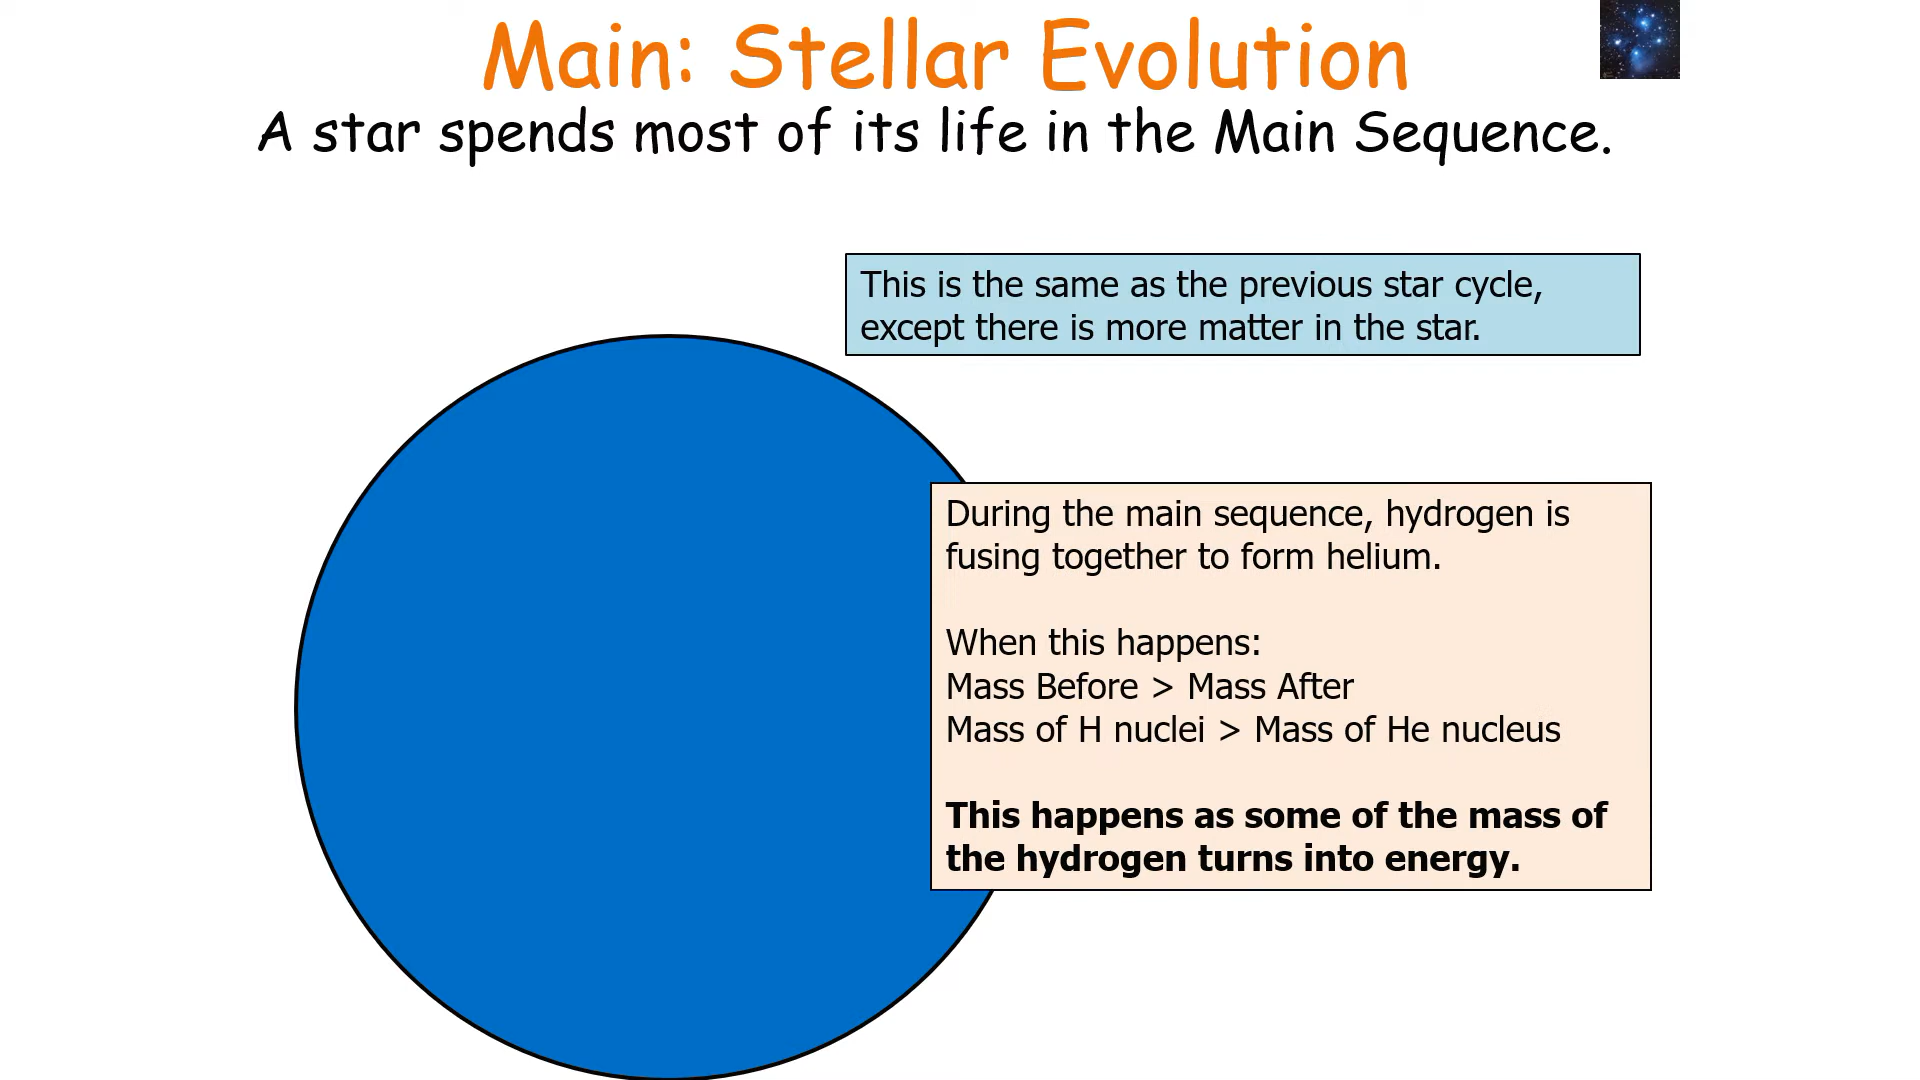 Main: Stellar Evolution
A star spends most of its life in the Main Sequence.
This is the same as the previous star cycle,
except there is more matter in the star.
During the main sequence, hydrogen is
fusing together to form helium.
When this happens:
Mass Before > Mass After
Mass of H nuclei > Mass of He nucleus
This happens as some of the mass of
the hydrogen turns into energy.